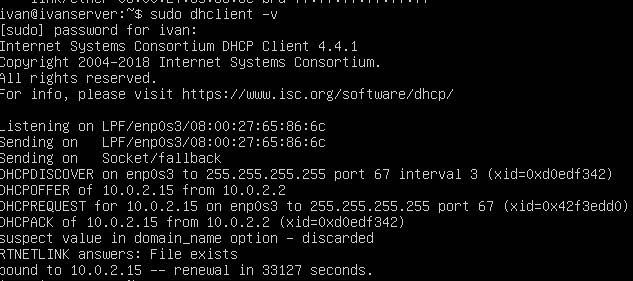 ivan@ivanserver:~$ sudo dhclient -v
[sudo] password for ivan:
Internet Systems Consortium DHCP Client 4.4.1
Copyright 2004-2018 Internet Systems Consortium.
All rights reserved.
For info, please visit https://www.isc.org/software/dhcp/
Listening on LPF/enp0s3/08:00:27:65:86:6c
Sending on   LPF/enp0s3/08:00:27:65:86:6c
Sending on   Socket/fallback
DHCPDISCOVER on enp0s3 to 255.255.255.255 port 67 interval 3 (xid=0xd0edf342)
DHCPOFFER of 10.0.2.15 from 10.0.2.2
DHCPREQUEST for 10.0.2.15 on enp0s3 to 255.255.255.255 port 67 (xid=0x42f3edd0)
DHCPACK of 10.0.2.15 from 10.0.2.2 (xid=0xd0edf342)
suspect value in domain_name option - discarded
RTNETLINK answers: File exists
bound to 10.0.2.15 -- renewal in 33127 seconds.